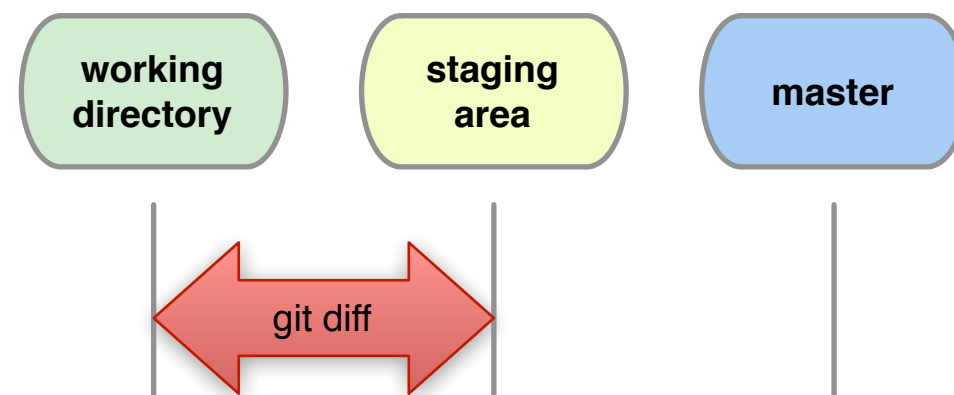 working
directory
staging
area
master
git diff